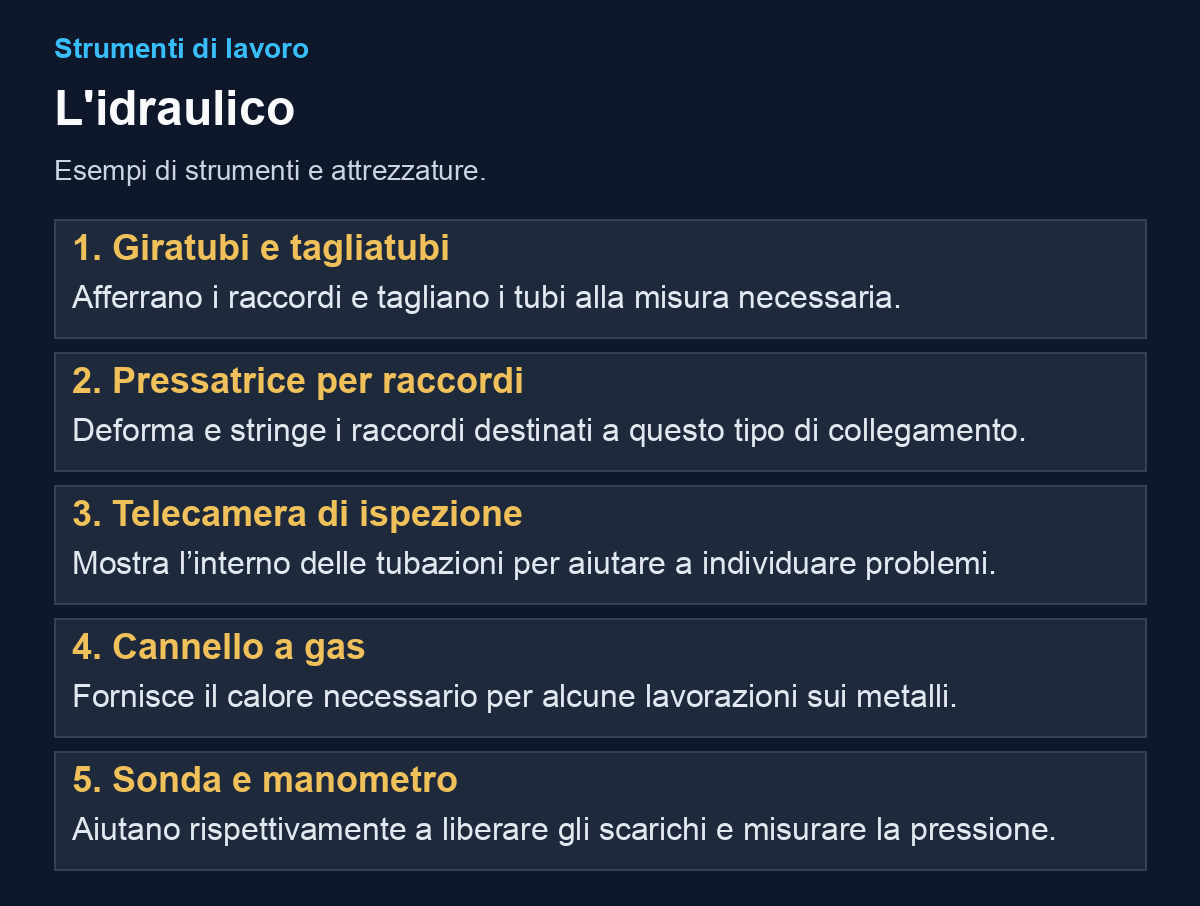 Strumenti di lavoro
L'idraulico
Esempi di strumenti e attrezzature.
1. Giratubi e tagliatubi
Afferrano i raccordi e tagliano i tubi alla misura necessaria.
2. Pressatrice per raccordi
Deforma e stringe i raccordi destinati a questo tipo di collegamento.
3. Telecamera di ispezione
Mostra l’interno delle tubazioni per aiutare a individuare problemi.
4. Cannello a gas
Fornisce il calore necessario per alcune lavorazioni sui metalli.
5. Sonda e manometro
Aiutano rispettivamente a liberare gli scarichi e misurare la pressione.